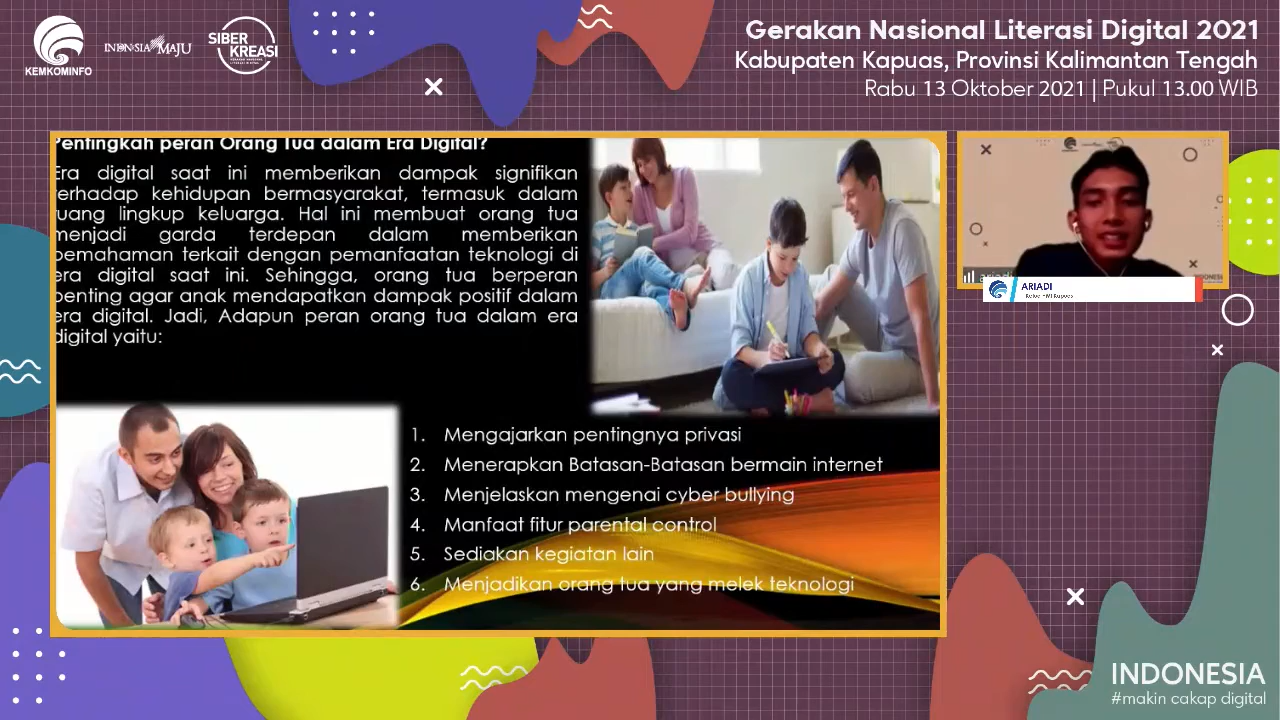 KEMKOMINFO
INDONESIA MAJU
SIBER
KREASI
Gerakan Nasional Literasi Digital 2021
Kabupaten Kapuas, Provinsi Kalimantan Tengah
Rabu 13 Oktober 2021 | Pukul 13.00 WIB
Pentingkah peran Orang Tua dalam Era Digital?
Era digital saat ini memberikan dampak signifikan
terhadap kehidupan bermasyarakat, termasuk dalam
ruang lingkup keluarga. Hal ini membuat orang tua
menjadi garda terdepan dalam memberikan
pemahaman terkait dengan pemanfaatan teknologi di
era digital saat ini. Sehingga, orang tua berperan
penting agar anak mendapatkan dampak positif dalam
era digital. Jadi, Adapun peran orang tua dalam era
digital yaitu:
1. Mengajarkan pentingnya privasi
2. Menerapkan Batasan-Batasan bermain internet
3. Menjelaskan mengenai cyber bullying
4. Manfaat fitur parental control
5. Sediakan kegiatan lain
6. Menjadikan orang tua yang melek teknologi
ariadi
ARIADI
Kapuas
INDONESIA
#makin cakap digital